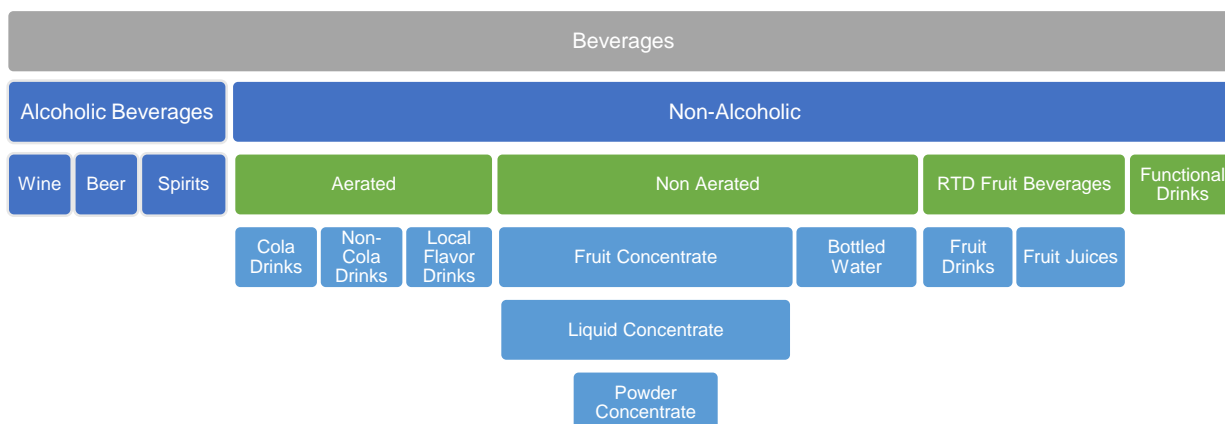 Beverages
Alcoholic Beverages
Non-Alcoholic
Wine
Beer
Spirits
Aerated
Non Aerated
RTD Fruit Beverages
Functional
Drinks
Cola
Drinks
Non-
Cola
Drinks
Local
Flavor
Drinks
Fruit Concentrate
Bottled
Water
Fruit
Drinks
Fruit Juices
Liquid Concentrate
Powder
Concentrate